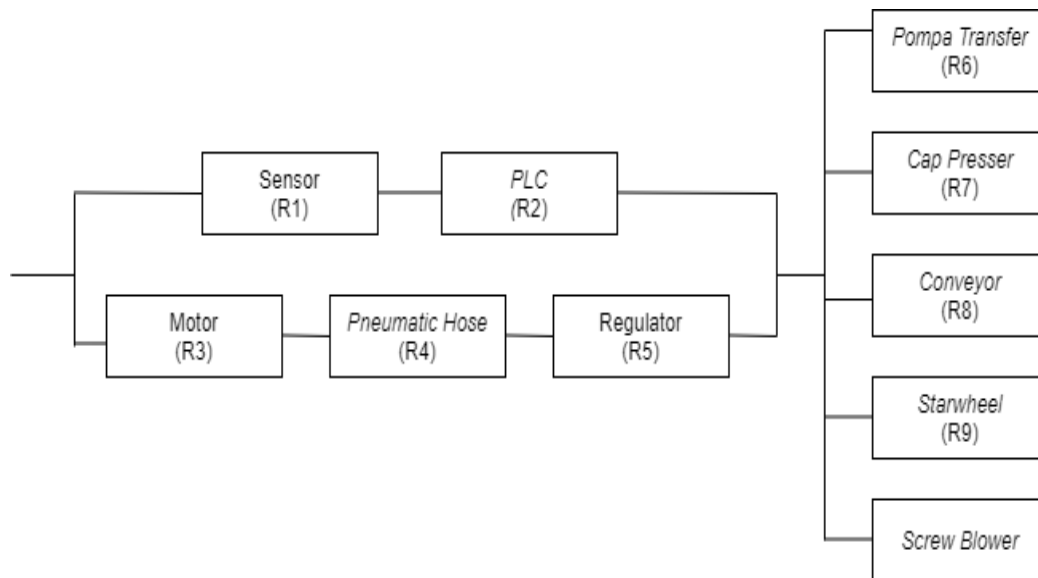 Pompa Transfer
(R6)
Sensor
(R1)
PLC
(R2)
Cap Presser
(R7)
Motor
(R3)
Pneumatic Hose
(R4)
Regulator
(R5)
Conveyor
(R8)
Starwheel
(R9)
Screw Blower